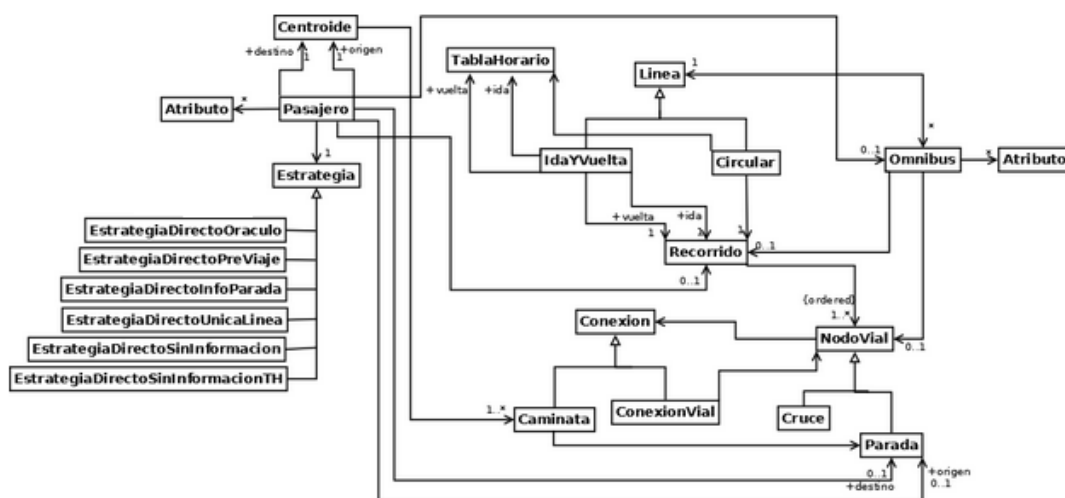 Centroide
+destino
1
1
+origen
TablaHorario
Linea
1
+vuelta
+ida
Atributo
*
Pasajero
*
1
Estrategia
IdaYVuelta
Circular
0..1
Omnibus
*
Atributo
+vuelta
1
+ida
1
1
Recorrido
0..1
0..1
EstrategiaDirectoOraculo
EstrategiaDirectoPreViaje
EstrategiaDirectoInfoParada
EstrategiaDirectoUnicaLinea
EstrategiaDirectoSinInformacion
EstrategiaDirectoSinInformacionTH
{ordered}
1..*
Conexion
NodoVial
0..1
1..*
Caminata
ConexionVial
Cruce
Parada
0..1
+destino
+origen
0..1